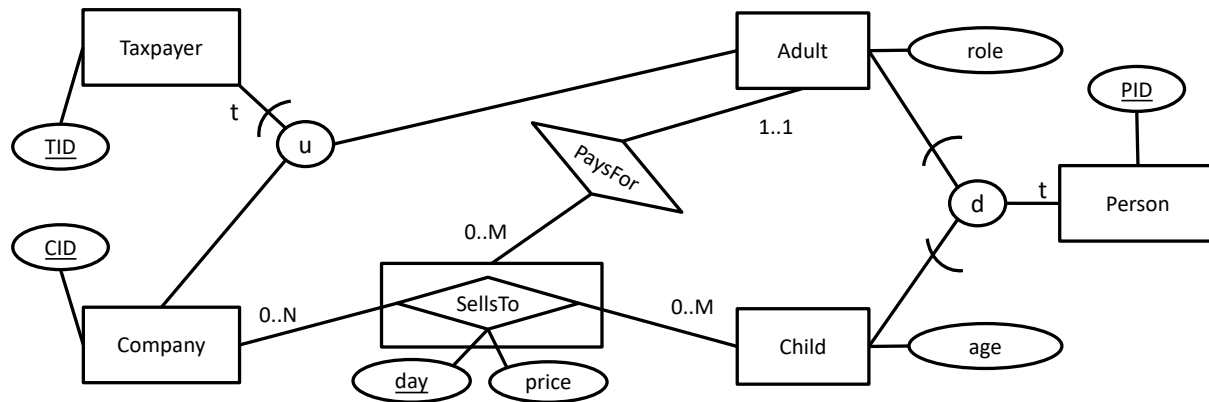 Taxpayer
Adult
role
PID
t
TID
u
1..1
PaysFor
d
t
Person
CID
0..M
0..N
SellsTo
0..M
Company
Child
age
day
price